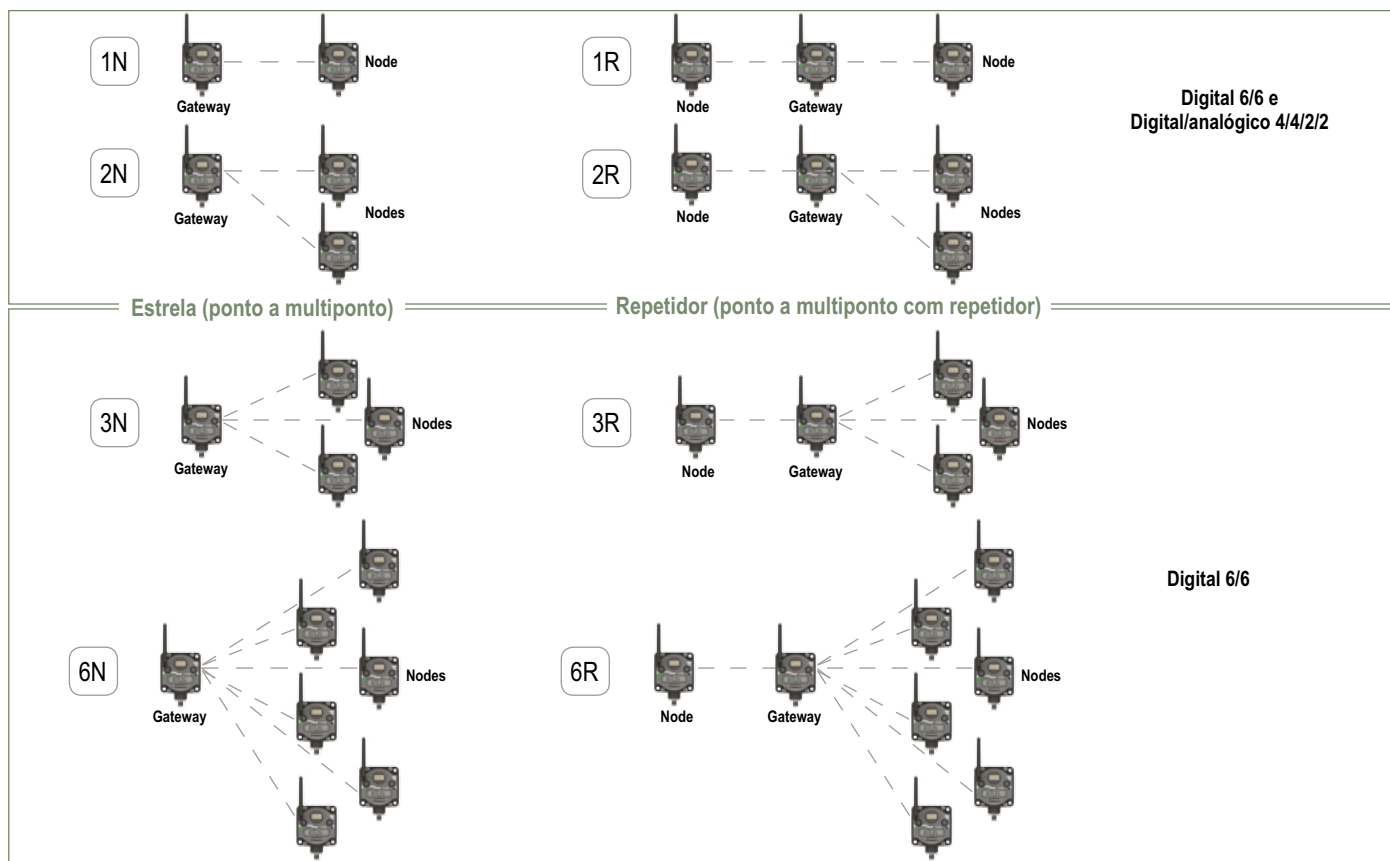 1N
Gateway
Node
1R
Node
Gateway
Node
Digital 6/6 e
Digital/analógico 4/4/2/2
2N
Gateway
Nodes
2R
Node
Gateway
Nodes
Estrela (ponto a multiponto)
Repetidor (ponto a multiponto com repetidor)
3N
Gateway
Nodes
3R
Node
Gateway
Nodes
6N
Gateway
Nodes
6R
Node
Gateway
Nodes
Digital 6/6